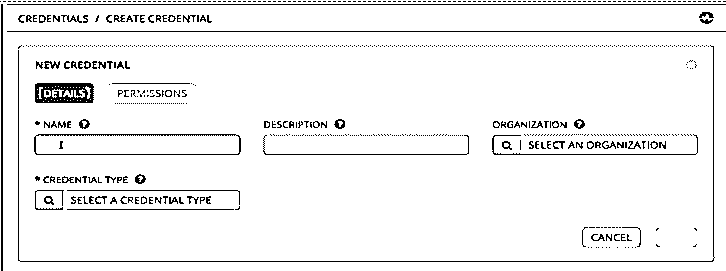 CREDENTIALS / CREATE CREDENTIAL
NEW CREDENTIAL
DETAILS PERMISSIONS
* NAME ? DESCRIPTION ? ORGANIZATION ?
SELECT AN ORGANIZATION
* CREDENTIAL TYPE ?
SELECT A CREDENTIAL TYPE
CANCEL